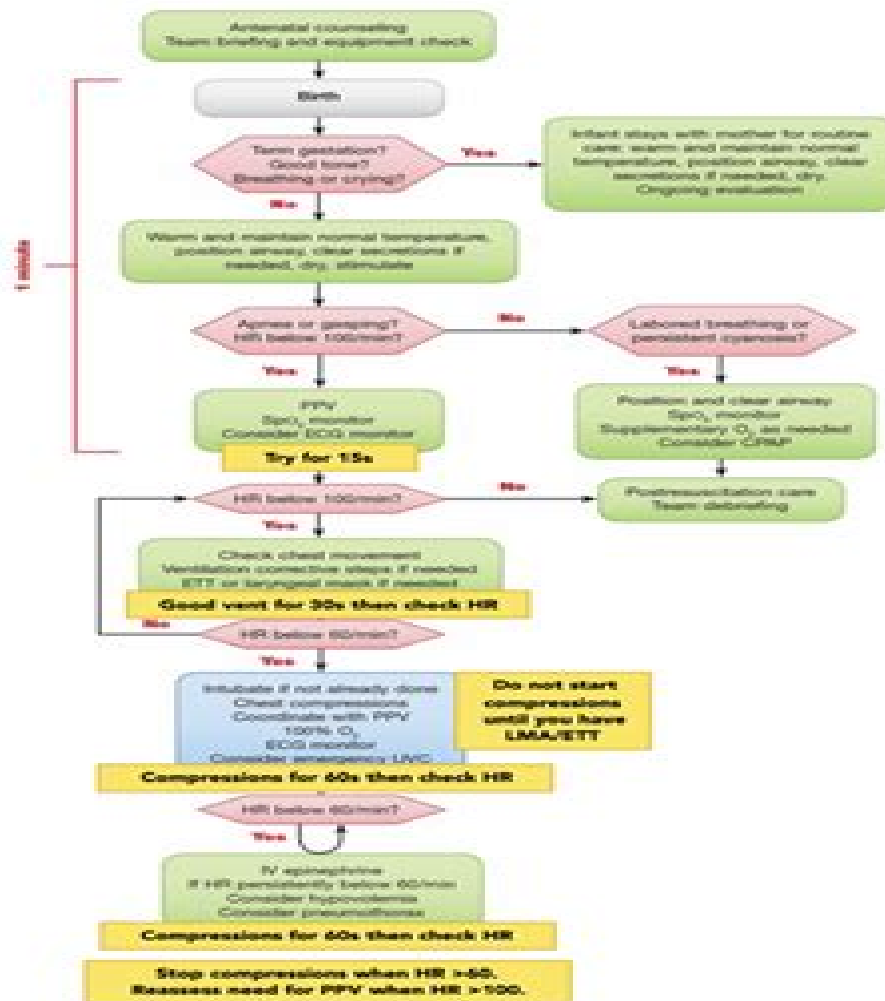 Antenatal counseling
Team briefing and equipment check
Birth
1 minute
Term gestation?
Good tone?
Breathing or crying?
Yes
Infant stays with mother for routine
care: warm and maintain normal
temperature, position airway, clear
secretions if needed, dry.
Ongoing evaluation
No
Warm and maintain normal temperature,
position airway, clear secretions if
needed, dry, stimulate
Apnea or gasping?
HR below 100/min?
No
Labored breathing or
persistent cyanosis?
Yes
Yes
PPV
SpO₂ monitor
Consider ECG monitor
Try for 15s
Position and clear airway
SpO₂ monitor
Supplementary O₂ as needed
Consider CPAP
HR below 100/min?
No
Postresuscitation care
Team debriefing
Yes
Check chest movement
Ventilation corrective steps if needed
ETT or laryngeal mask if needed
Good vent for 30s then check HR
No
HR below 60/min?
Yes
Intubate if not already done
Chest compressions
Coordinate with PPV
100% O₂
ECG monitor
Consider emergency UVC
Do not start
compressions
until you have
LMA/ETT
Compressions for 60s then check HR
HR below 60/min?
Yes
IV epinephrine
If HR persistently below 60/min
Consider hypovolemia
Consider pneumothorax
Compressions for 60s then check HR
Stop compressions when HR >60.
Reassess need for PPV when HR >100.